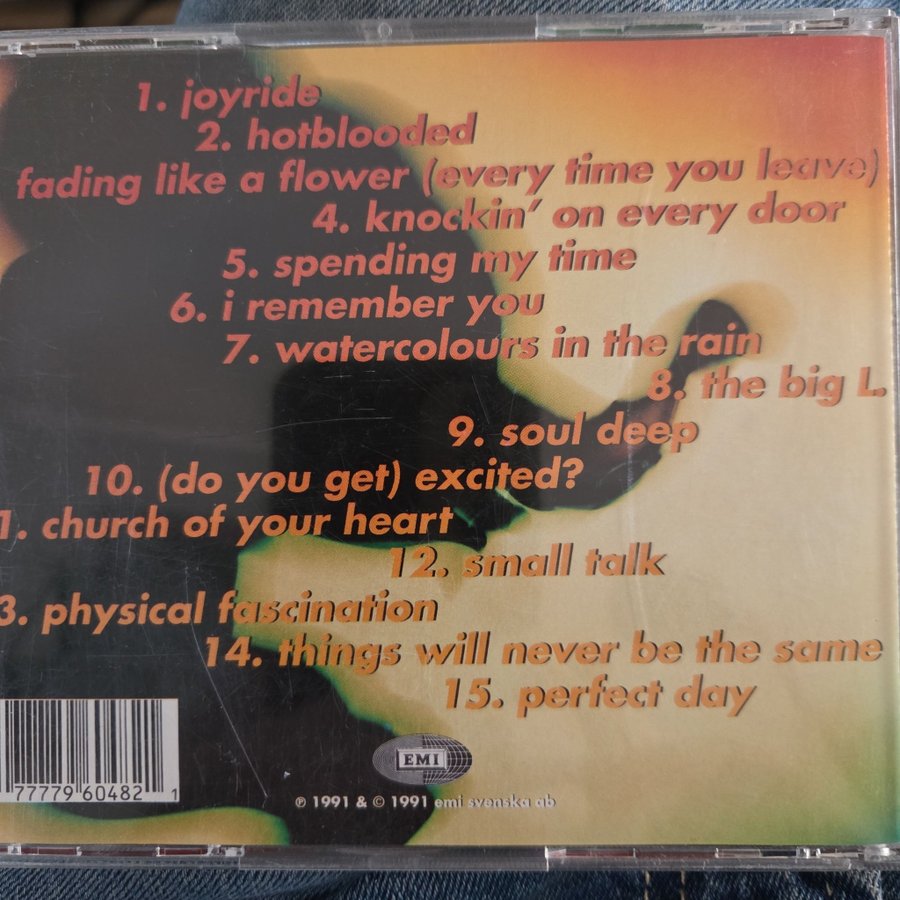 1. joyride
2. hotblooded
fading like a flower (every time you leave)
4. knockin' on every door
5. spending my time
6. i remember you
7. watercolours in the rain
8. the big L.
9. soul deep
10. (do you get) excited?
1. church of your heart
12. small talk
3. physical fascination
14. things will never be the same
15. perfect day
EMI
77779 60482 1
℗ 1991 & © 1991 emi svenska ab